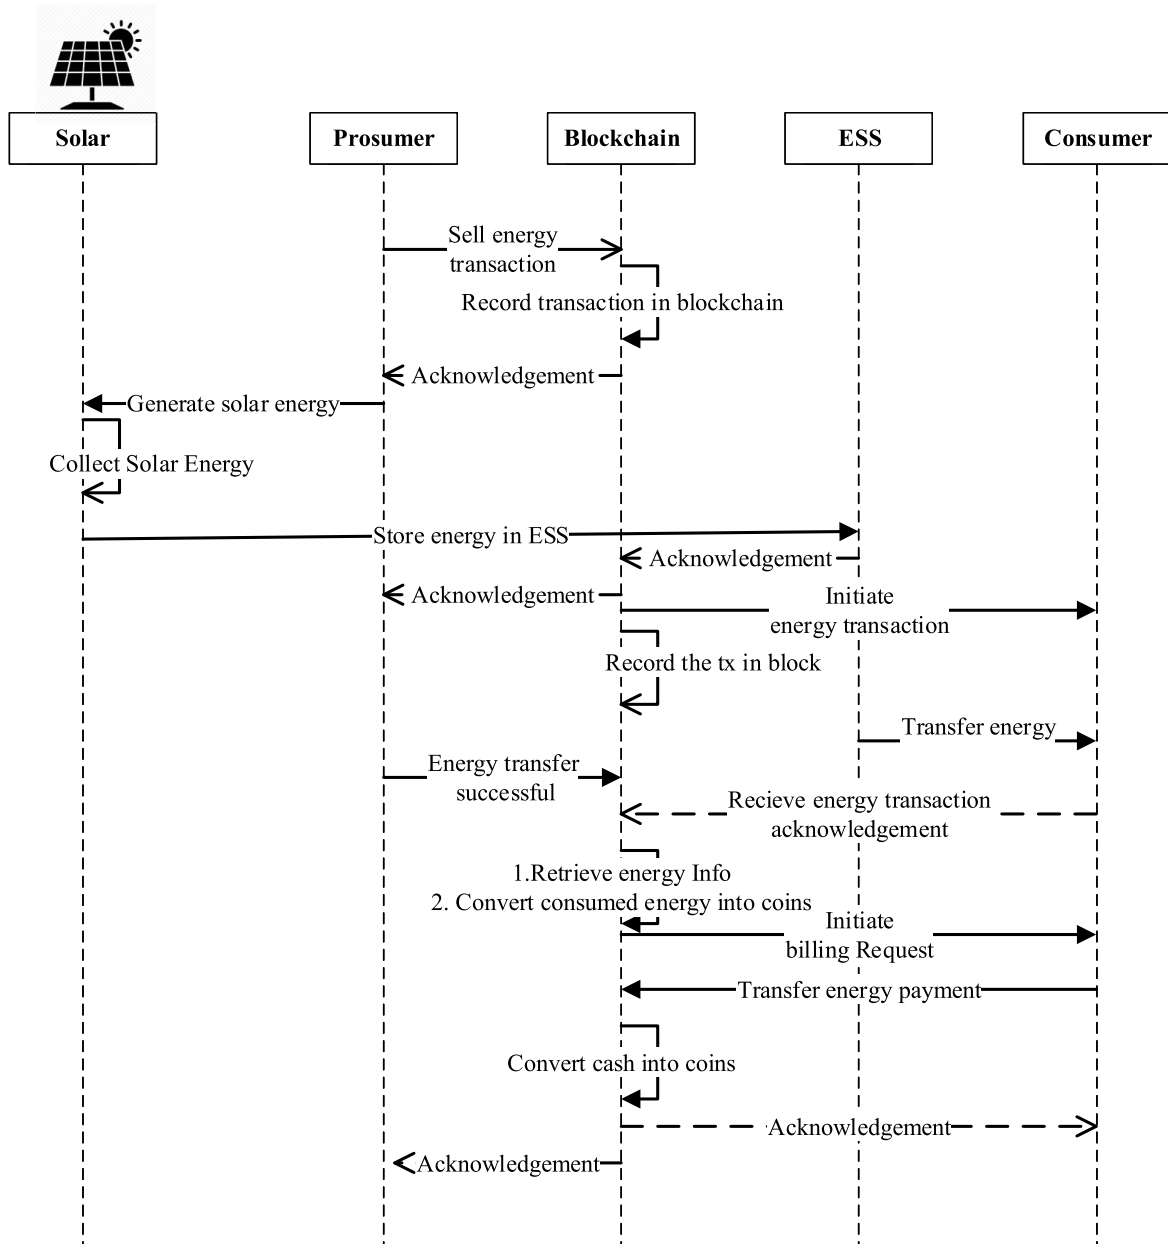 Solar
Prosumer
Blockchain
ESS
Consumer
Sell energy
transaction
Record transaction in blockchain
Acknowledgement
Generate solar energy
Collect Solar Energy
Store energy in ESS
Acknowledgement
Acknowledgement
Initiate
energy transaction
Record the tx in block
Transfer energy
Energy transfer
successful
Recieve energy transaction
acknowledgement
1.Retrieve energy Info
2. Convert consumed energy into coins
Initiate
billing Request
Transfer energy payment
Convert cash into coins
Acknowledgement
Acknowledgement